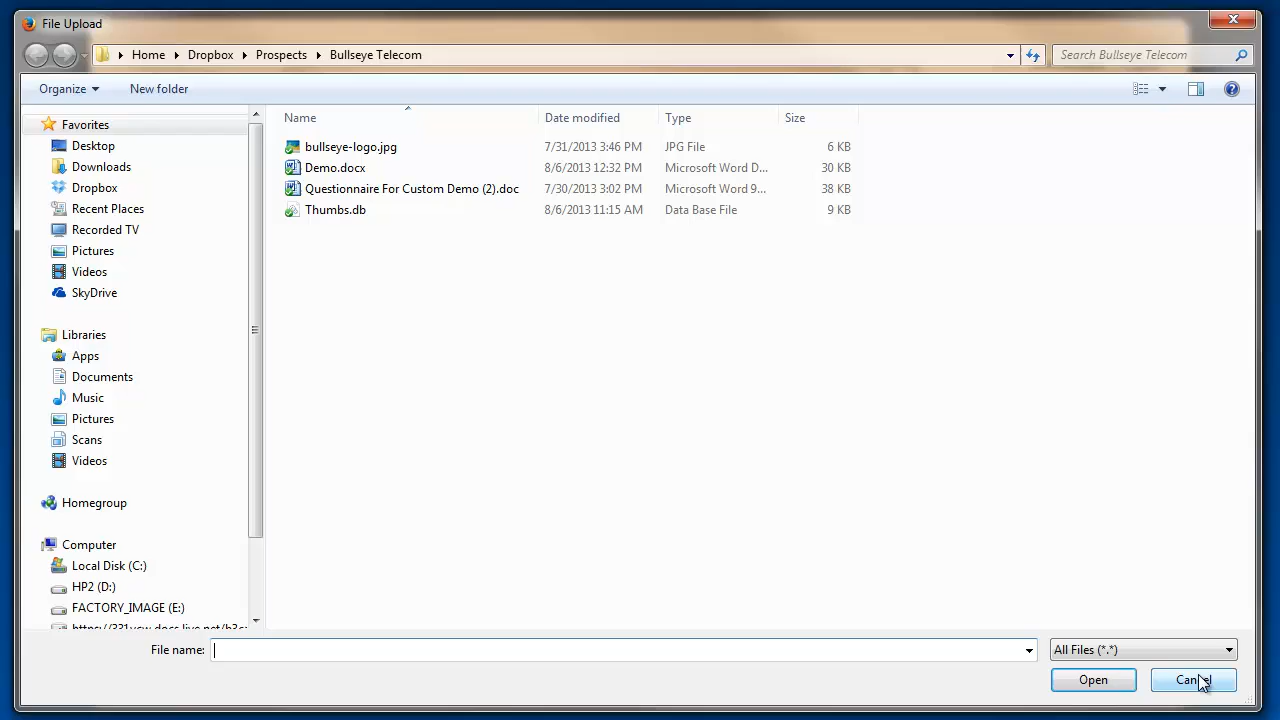 File Upload
Home Dropbox Prospects Bullseye Telecom Search Bullseye Telecom
Organize New folder
Name Date modified Type Size
Favorites
Desktop
Downloads
Dropbox
Recent Places
Recorded TV
Pictures
Videos
SkyDrive
Libraries
Apps
Documents
Music
Pictures
Scans
Videos
Homegroup
Computer
Local Disk (C:)
HP2 (D:)
FACTORY_IMAGE (E:)
bullseye-logo.jpg 7/31/2013 3:46 PM JPG File 6 KB
Demo.docx 8/6/2013 12:32 PM Microsoft Word D... 30 KB
Questionnaire For Custom Demo (2).doc 7/30/2013 3:02 PM Microsoft Word 9... 38 KB
Thumbs.db 8/6/2013 11:15 AM Data Base File 9 KB
File name: All Files (*.*)
Open Cancel